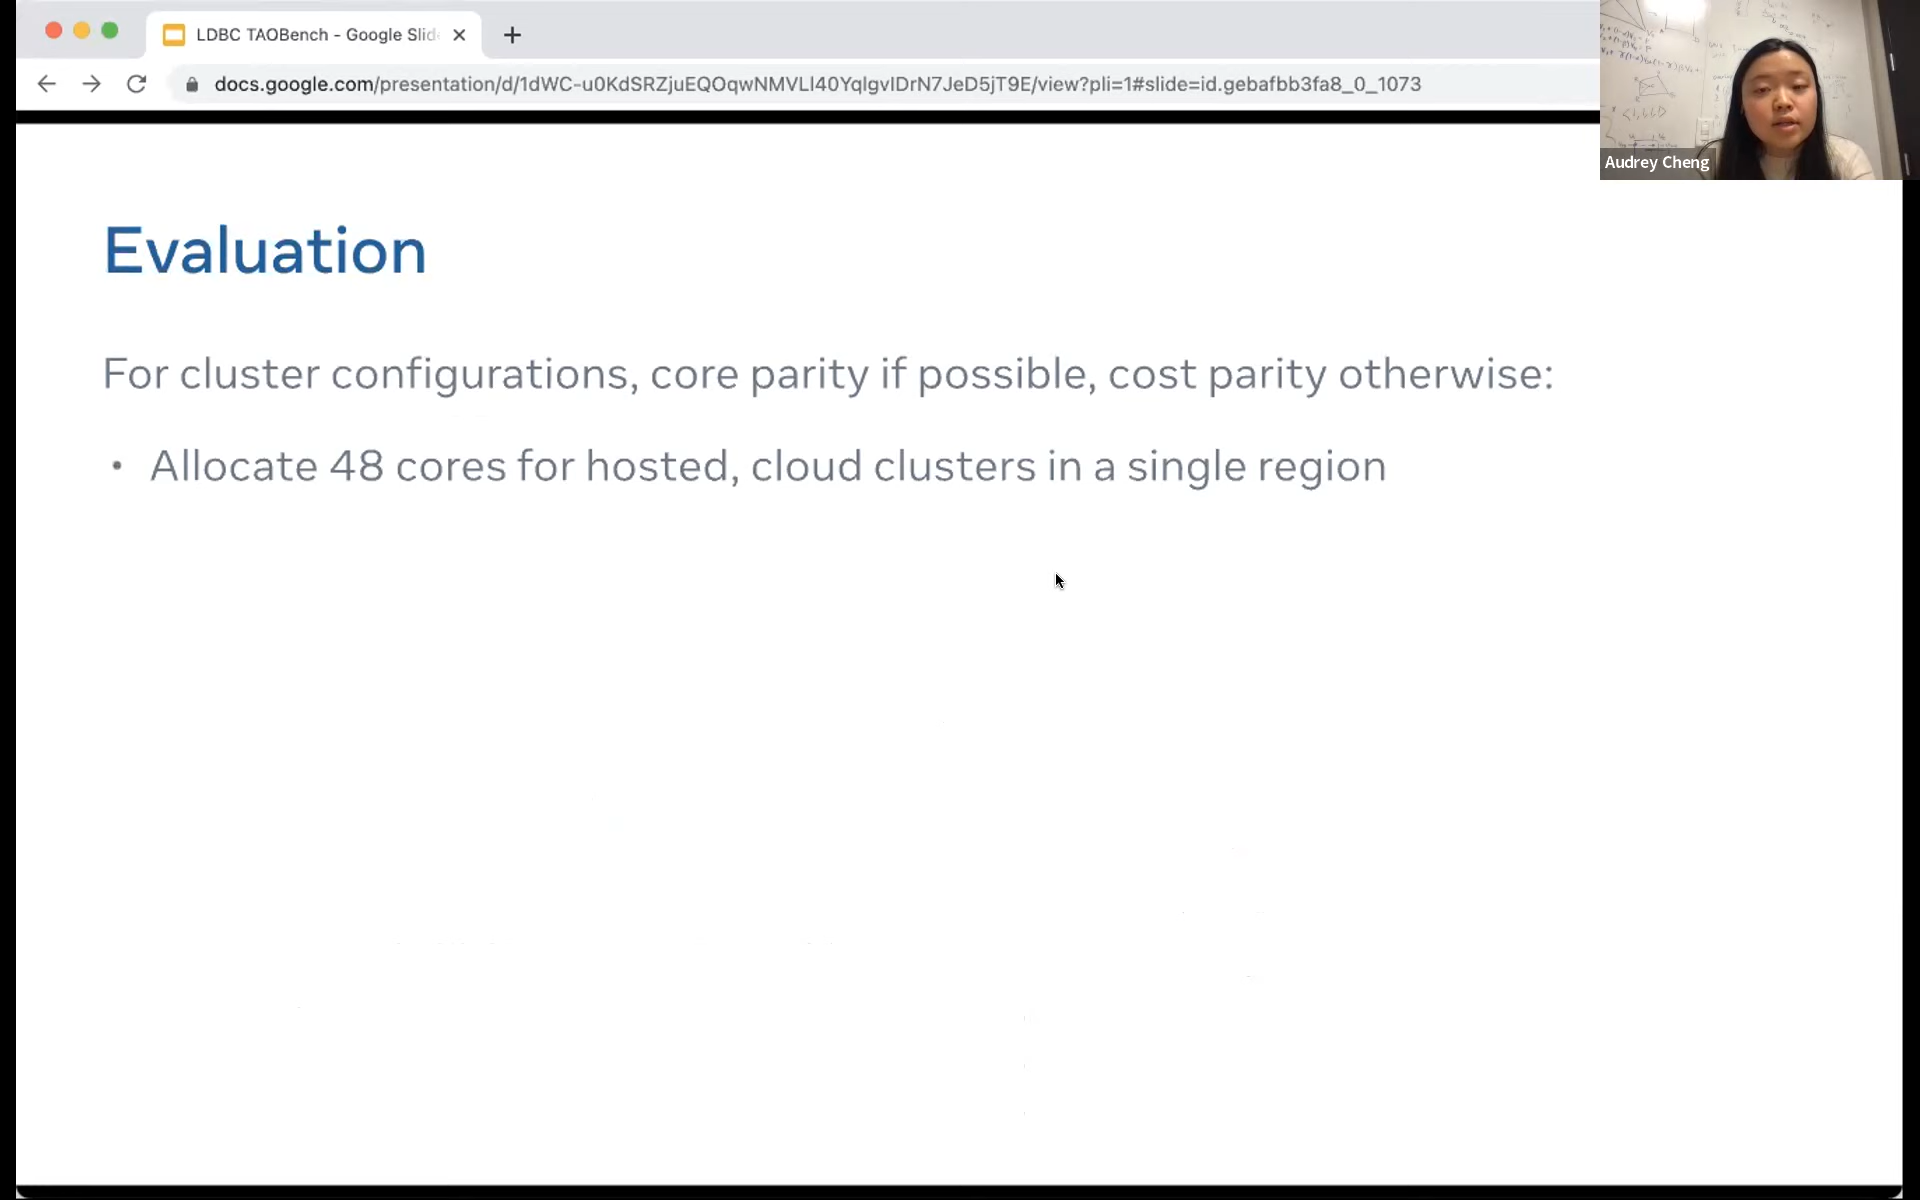 LDBC TAOBench - Google Slid
docs.google.com/presentation/d/1dWC-u0KdSRZjuEQOqwNMVLl40YqlgvIDrN7JeD5jT9E/view?pli=1#slide=id.gebafbb3fa8_0_1073
Audrey Cheng
Evaluation
For cluster configurations, core parity if possible, cost parity otherwise:
• Allocate 48 cores for hosted, cloud clusters in a single region